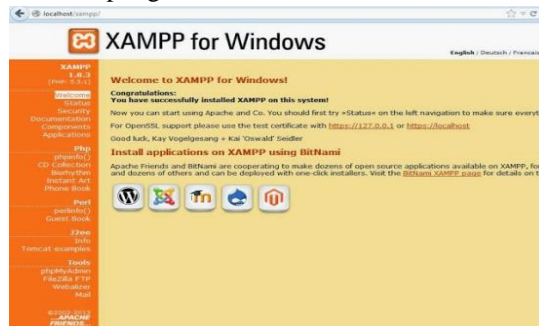 localhost/xampp/
XAMPP for Windows
English / Deutsch / Francais
XAMPP
1.8.3
Welcome
Status
Security
Documentation
Components
Applications
Php
phpinfo()
CD Collection
Biorhythm
Instant Art
Phone Book
Perl
perlinfo()
Guest Book
J2ee
Info
Tomcat examples
Tools
phpMyAdmin
FileZilla FTP
Webalizer
Mail
©2002-2013
...APACHE
FRIENDS...
Welcome to XAMPP for Windows!
Congratulations:
You have successfully installed XAMPP on this system!
Now you can start using Apache and Co. You should first try »Status« on the left navigation to make sure everyt
For OpenSSL support please use the test certificate with https://127.0.0.1 or https://localhost
Good luck, Kay Vogelgesang + Kai 'Oswald' Seidler
Install applications on XAMPP using BitNami
Apache Friends and BitNami are cooperating to make dozens of open source applications available on XAMPP, fo
and dozens of others and can be deployed with one-click installers. Visit the BitNami XAMPP page for details on t